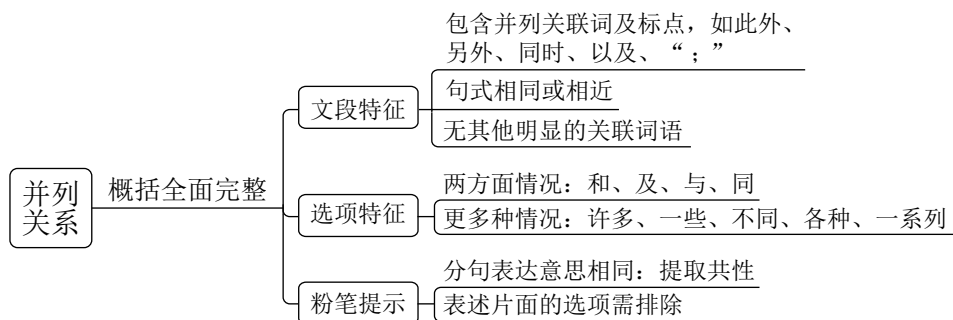 包含并列关联词及标点，如此外、
另外、同时、以及、“；”
文段特征
句式相同或相近
无其他明显的关联词语
并列
关系
概括全面完整
两方面情况：和、及、与、同
选项特征
更多种情况：许多、一些、不同、各种、一系列
分句表达意思相同：提取共性
粉笔提示
表述片面的选项需排除